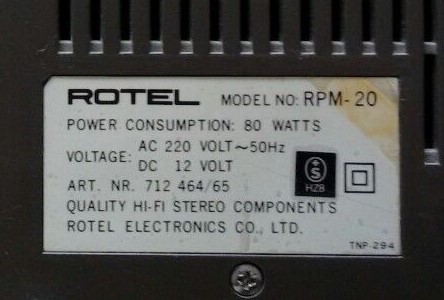 ROTEL MODEL NO: RPM-20
POWER CONSUMPTION: 80 WATTS
VOLTAGE: AC 220 VOLT~50Hz
DC 12 VOLT
ART. NR. 712 464/65
S
HZB
QUALITY HI-FI STEREO COMPONENTS
ROTEL ELECTRONICS CO., LTD.
TNP-294